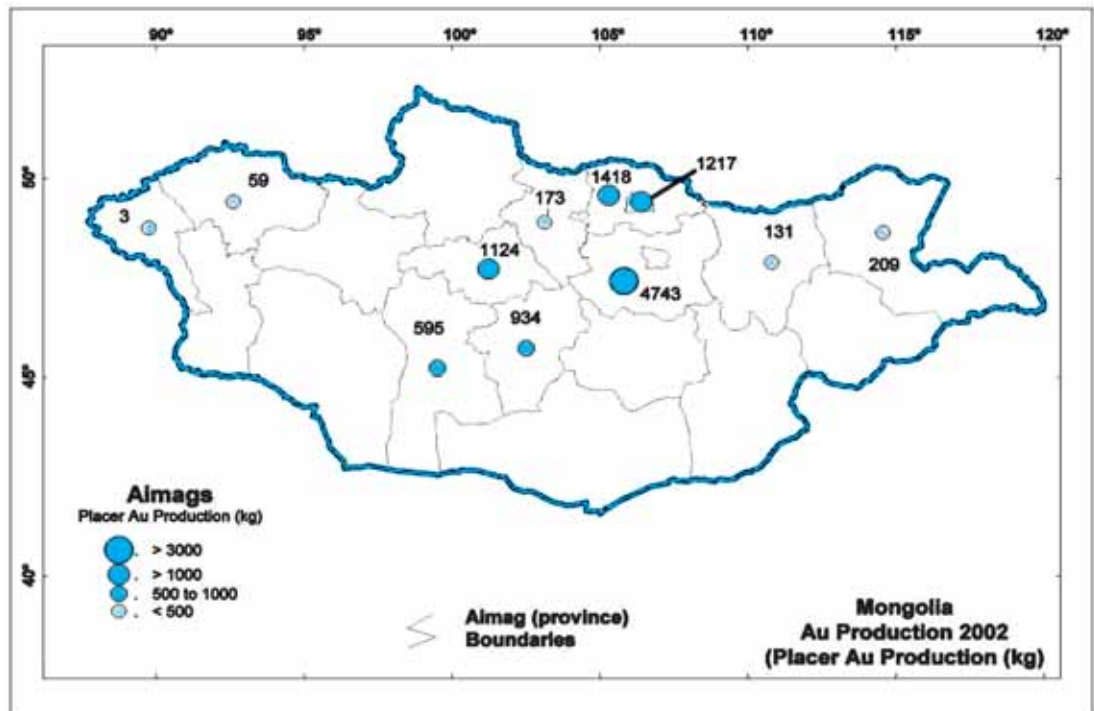 90° 95° 100° 105° 110° 115° 120°
50°
45°
40°
3
59
173
1418
1217
131
209
1124
4743
595
934
Aimags
Placer Au Production (kg)
. > 3000
. > 1000
. 500 to 1000
. < 500
Aimag (province)
Boundaries
Mongolia
Au Production 2002
(Placer Au Production (kg)